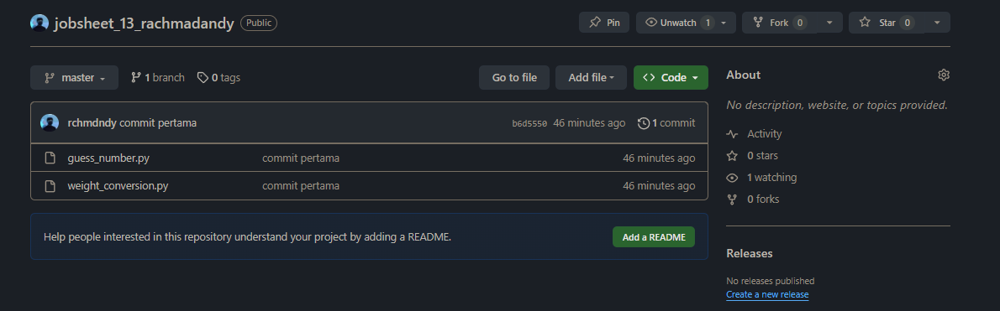 jobsheet_13_rachmadandy Public Pin Unwatch 1 Fork 0 Star 0
master 1 branch 0 tags Go to file Add file Code
rchmdndy commit pertama b6d5550 46 minutes ago 1 commit
guess_number.py commit pertama 46 minutes ago
weight_conversion.py commit pertama 46 minutes ago
Help people interested in this repository understand your project by adding a README. Add a README
About
No description, website, or topics provided.
Activity
0 stars
1 watching
0 forks
Releases
No releases published
Create a new release